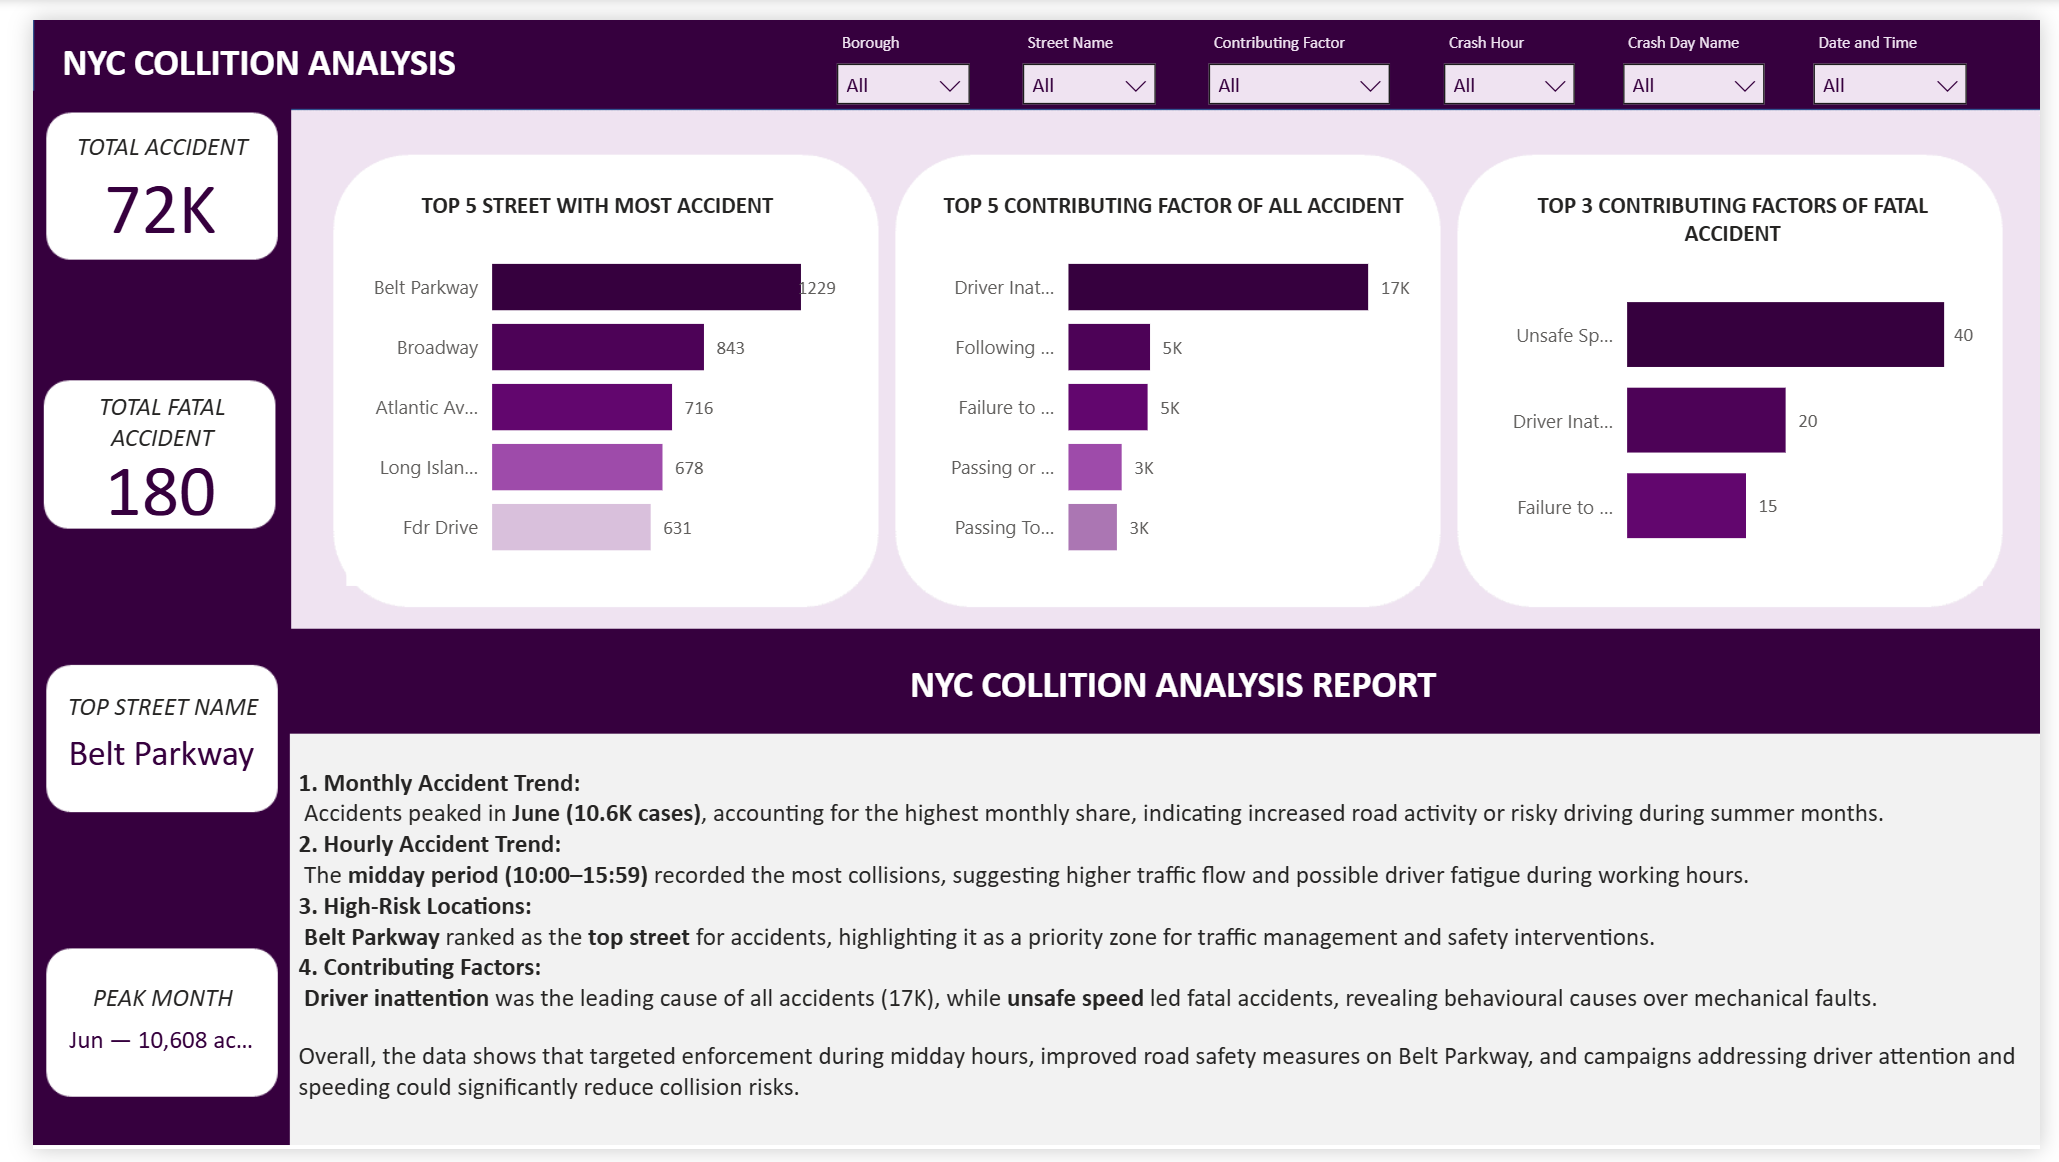 NYC COLLITION ANALYSIS
Borough
All
Street Name
All
Contributing Factor
All
Crash Hour
All
Crash Day Name
All
Date and Time
All
TOTAL ACCIDENT
72K
TOTAL FATAL
ACCIDENT
180
TOP STREET NAME
Belt Parkway
PEAK MONTH
Jun — 10,608 ac...
TOP 5 STREET WITH MOST ACCIDENT
Belt Parkway 1229
Broadway 843
Atlantic Av... 716
Long Islan... 678
Fdr Drive 631
TOP 5 CONTRIBUTING FACTOR OF ALL ACCIDENT
Driver Inat... 17K
Following ... 5K
Failure to ... 5K
Passing or ... 3K
Passing To... 3K
TOP 3 CONTRIBUTING FACTORS OF FATAL
ACCIDENT
Unsafe Sp... 40
Driver Inat... 20
Failure to ... 15
NYC COLLITION ANALYSIS REPORT
1. Monthly Accident Trend:
Accidents peaked in June (10.6K cases), accounting for the highest monthly share, indicating increased road activity or risky driving during summer months.
2. Hourly Accident Trend:
The midday period (10:00–15:59) recorded the most collisions, suggesting higher traffic flow and possible driver fatigue during working hours.
3. High-Risk Locations:
Belt Parkway ranked as the top street for accidents, highlighting it as a priority zone for traffic management and safety interventions.
4. Contributing Factors:
Driver inattention was the leading cause of all accidents (17K), while unsafe speed led fatal accidents, revealing behavioural causes over mechanical faults.
Overall, the data shows that targeted enforcement during midday hours, improved road safety measures on Belt Parkway, and campaigns addressing driver attention and
speeding could significantly reduce collision risks.